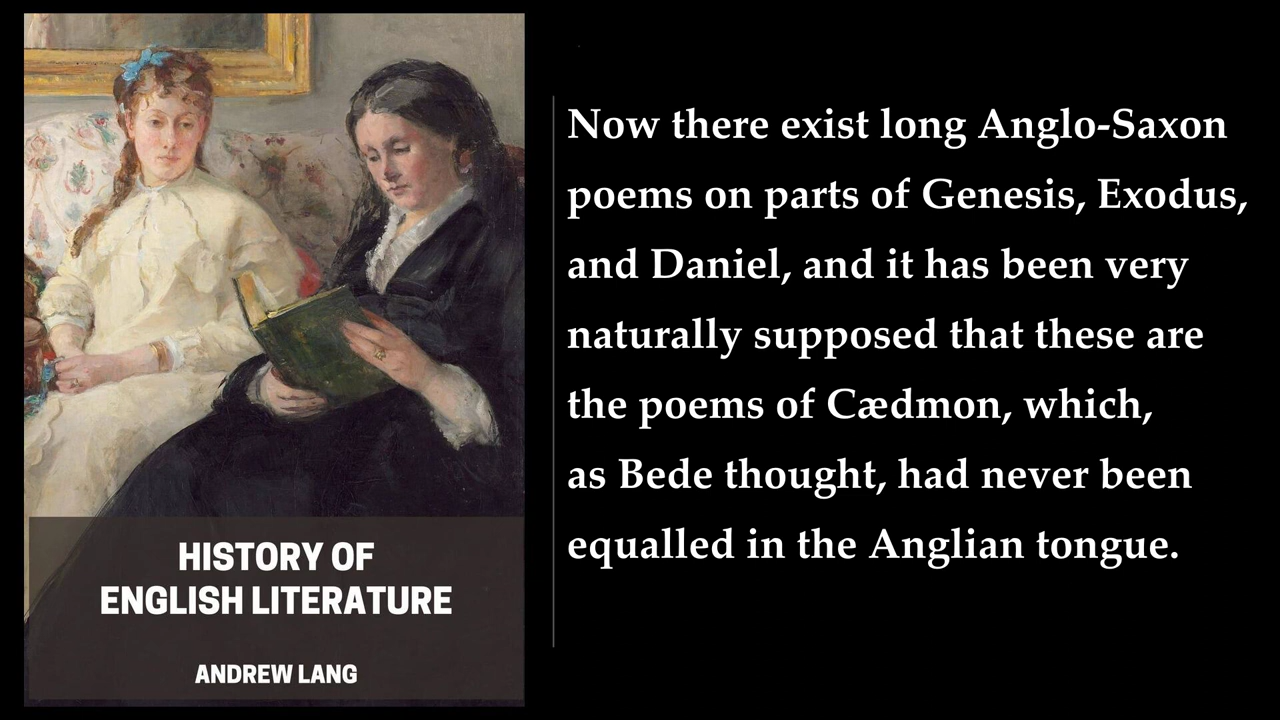 Now there exist long Anglo-Saxon
poems on parts of Genesis, Exodus,
and Daniel, and it has been very
naturally supposed that these are
the poems of Cædmon, which,
as Bede thought, had never been
equalled in the Anglian tongue.
HISTORY OF
ENGLISH LITERATURE
ANDREW LANG